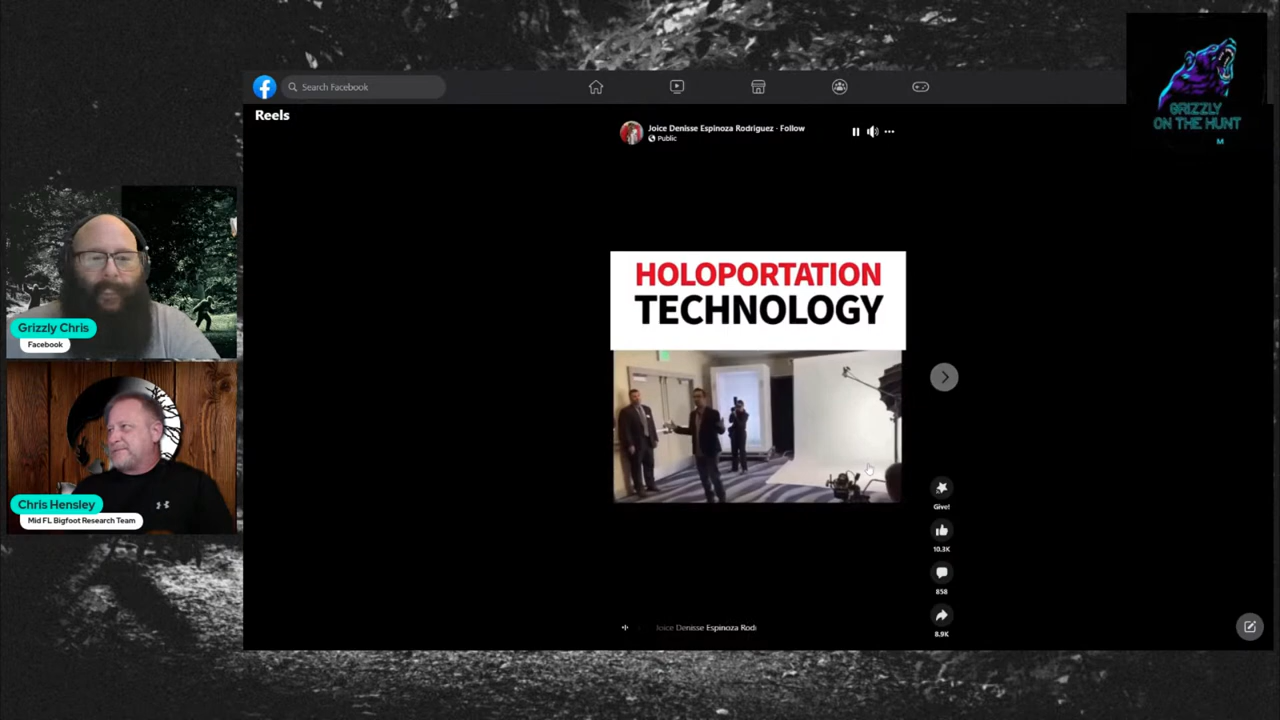 Search Facebook
Reels
Joice Denisse Espinoza Rodriguez · Follow
Public
HOLOPORTATION
TECHNOLOGY
Give!
10.3K
858
8.9K
Joice Denisse Espinoza Rodr
GRIZZLY
ON THE HUNT
M
Grizzly Chris
Facebook
Chris Hensley
Mid FL Bigfoot Research Team